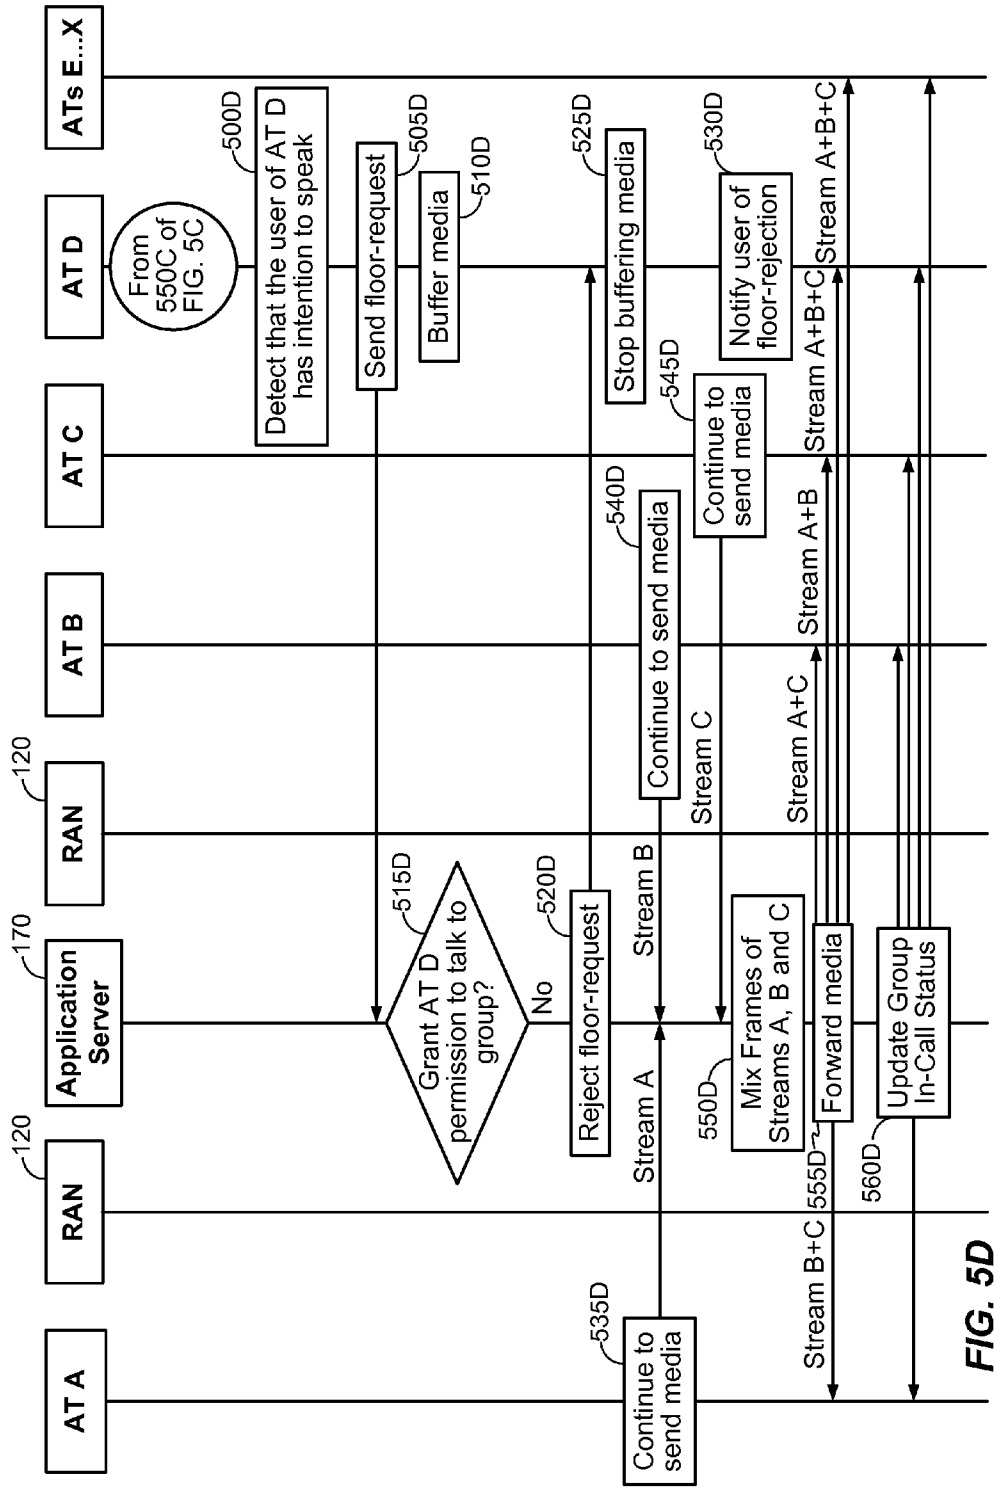 AT A
RAN
120
Application
Server
170
RAN
120
AT B
AT C
AT D
ATs E...X
From
550C of
FIG. 5C
500D
Detect that the user of AT D
has intention to speak
Send floor-request
505D
Buffer media
510D
515D
Grant AT D
permission to talk to
group?
No
520D
Reject floor-request
525D
Stop buffering media
530D
Notify user of
floor-rejection
535D
Continue to
send media
Stream A
540D
Continue to send media
Stream B
545D
Continue to
send media
Stream C
550D
Mix Frames of
Streams A, B and C
555D
Forward media
Stream B+C
Stream A+C
Stream A+B
Stream A+B+C
Stream A+B+C
560D
Update Group
In-Call Status
FIG. 5D